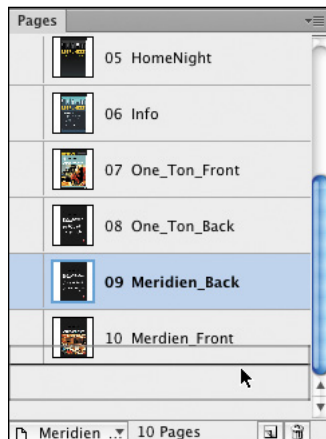 Pages
05 HomeNight
06 Info
07 One_Ton_Front
08 One_Ton_Back
09 Meridien_Back
10 Merdien_Front
Meridien ... 10 Pages